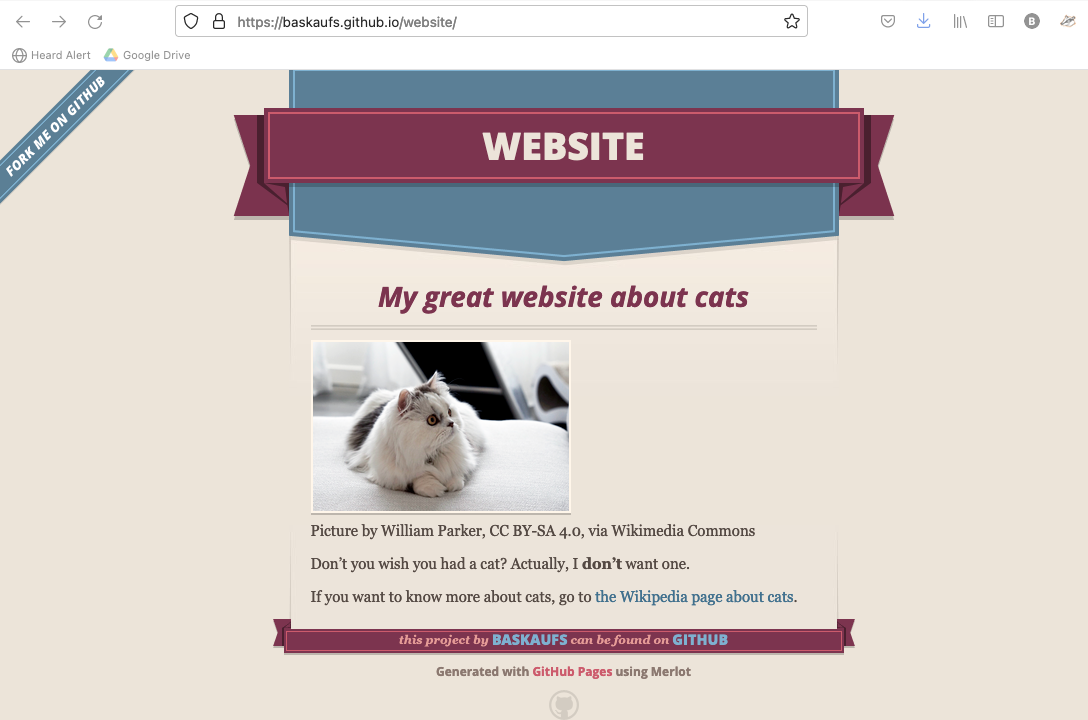 https://baskaufs.github.io/website/
B
Heard Alert
Google Drive
FORK ME ON GITHUB
WEBSITE
My great website about cats
Picture by William Parker, CC BY-SA 4.0, via Wikimedia Commons
Don’t you wish you had a cat? Actually, I don’t want one.
If you want to know more about cats, go to the Wikipedia page about cats.
this project by BASKAUFS can be found on GITHUB
Generated with GitHub Pages using Merlot